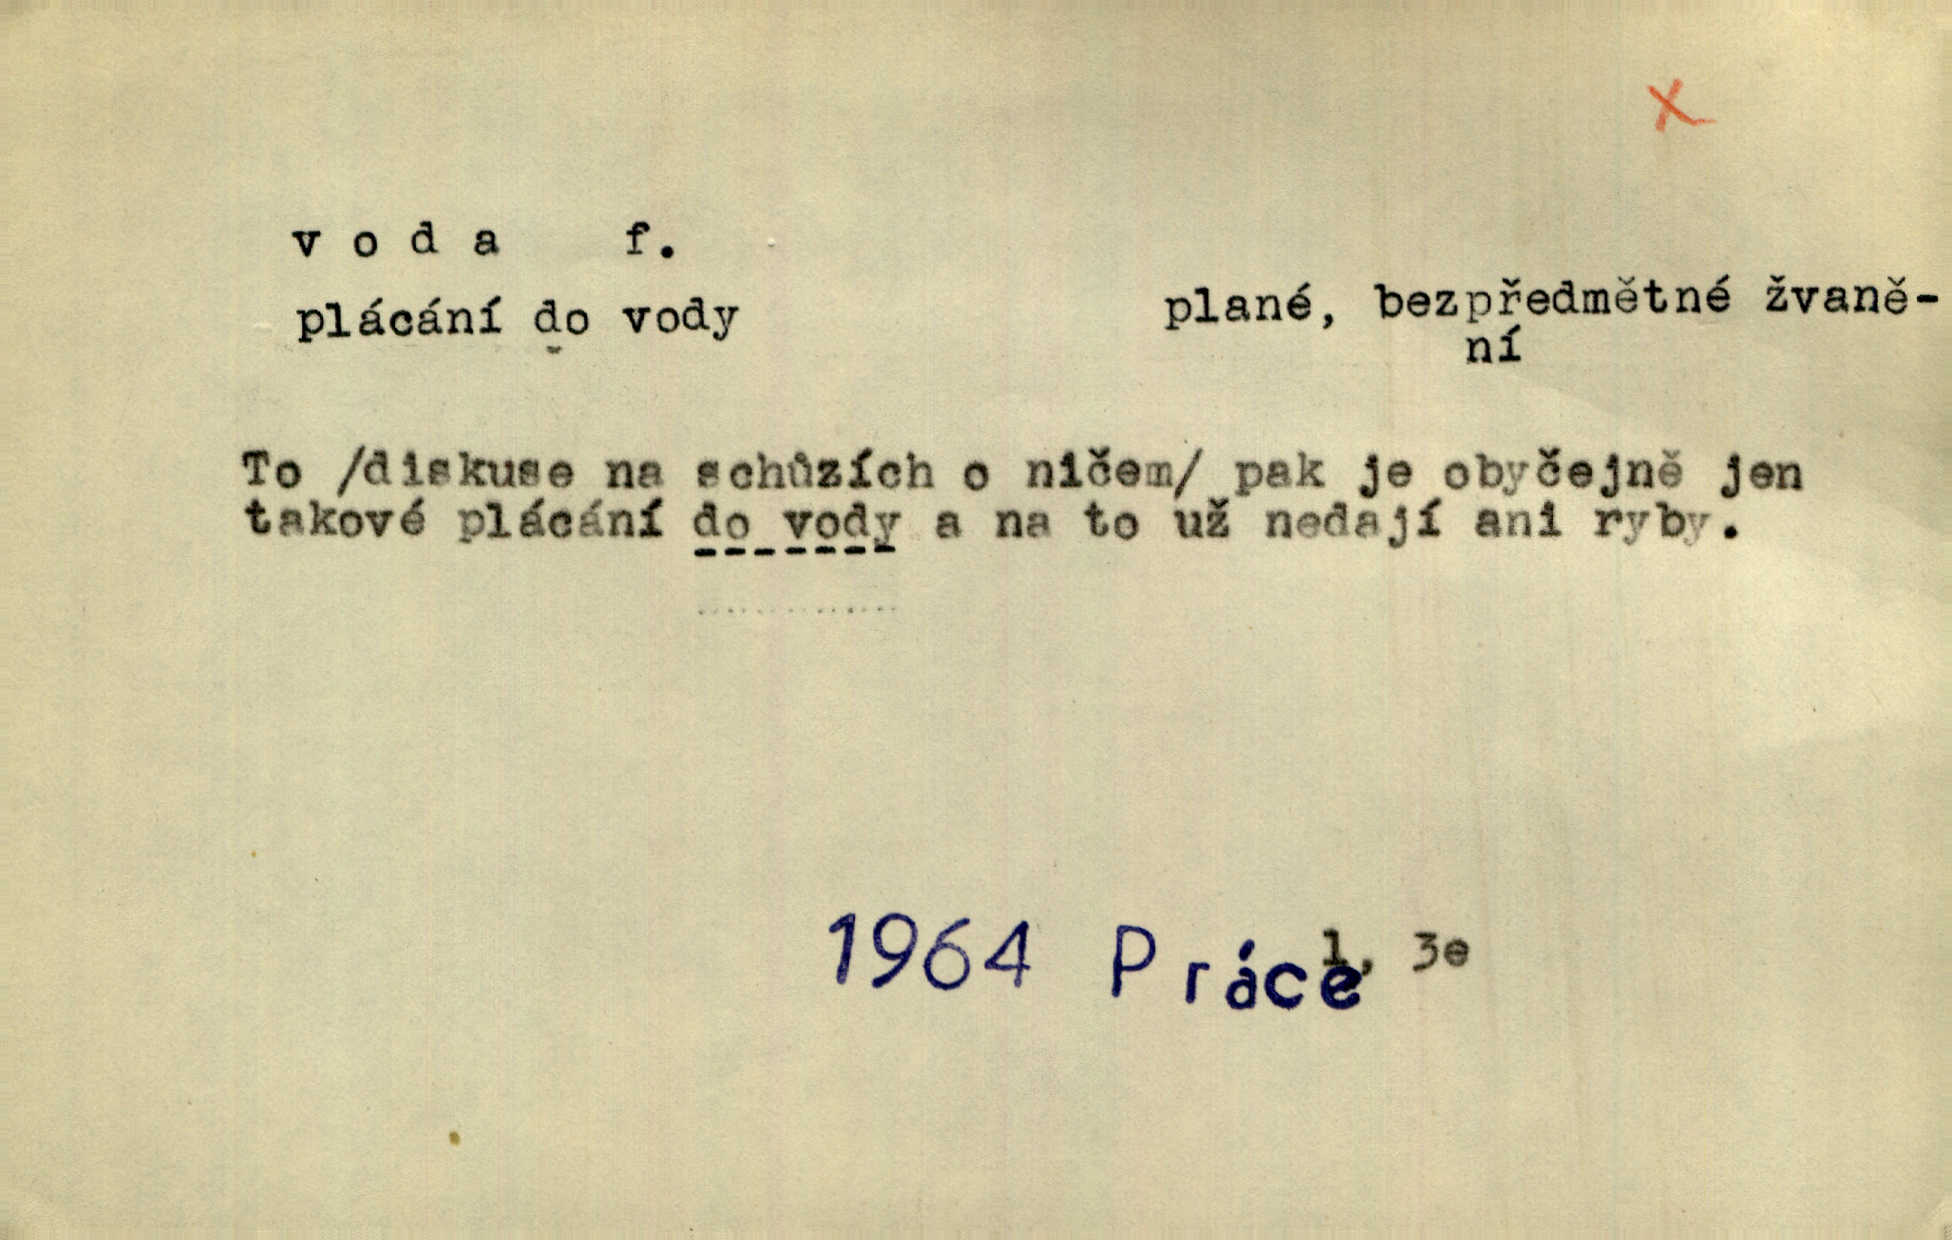 x
v o d a f.
plácání do vody plané, bezpředmětné žvaně-
ní
To /diskuse na schůzích o ničem/ pak je obyčejně jen
takové plácání do vody a na to už nedají ani ryby.
1964 Práce 1, 3e